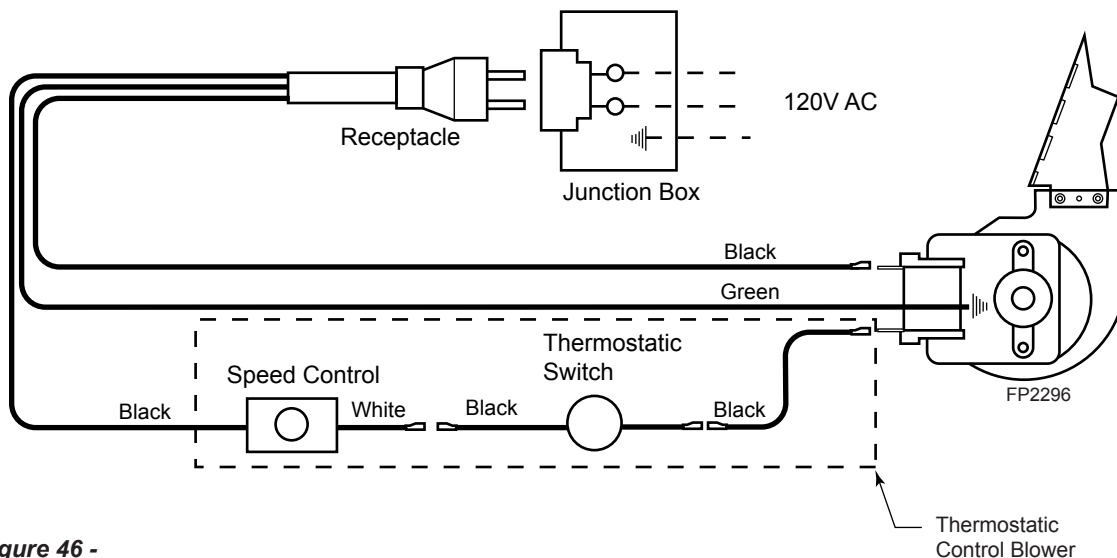 120V AC
Receptacle
Junction Box
Black
Green
Thermostatic
Switch
Speed Control
Black
White
Black
Black
FP2296
Thermostatic
Control Blower
gure 46 -